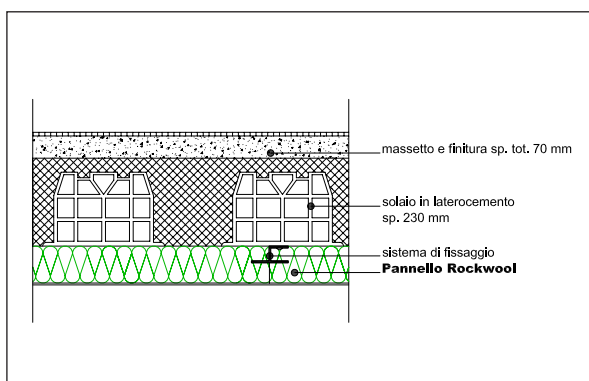 massetto e finitura sp. tot. 70 mm
solaio in laterocemento
sp. 230 mm
sistema di fissaggio
Pannello Rockwool